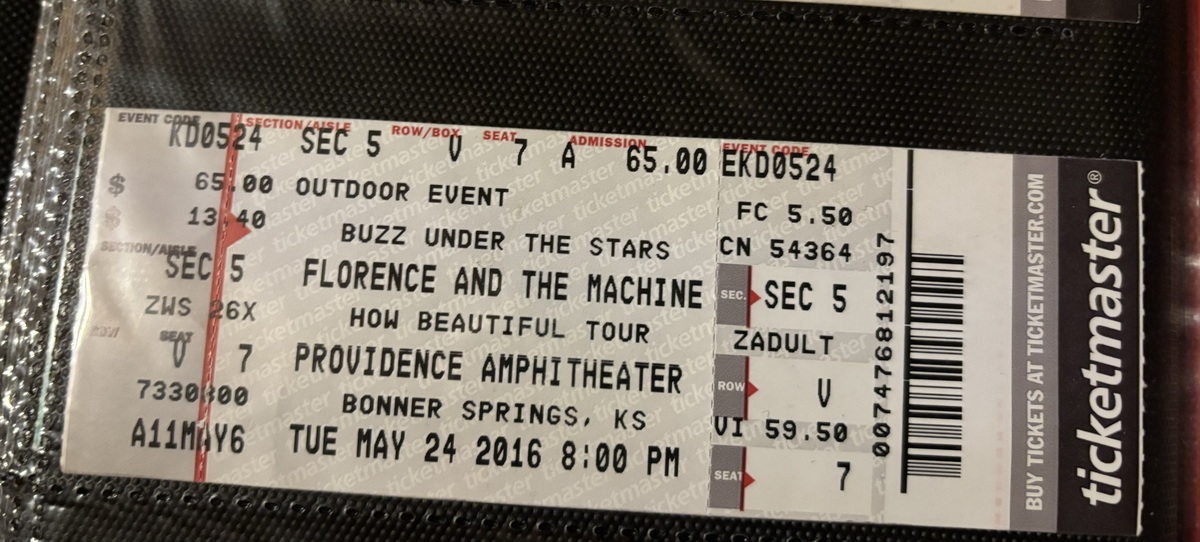 EVENT CODE SECTION/AISLE ROW/BOX SEAT ADMISSION EVENT CODE
KD0524 SEC 5 V 7 A 65.00 EKD0524
$ 65.00 OUTDOOR EVENT FC 5.50
$ 13.40 BUZZ UNDER THE STARS CN 54364
SECTION/AISLE
SEC 5 FLORENCE AND THE MACHINE SEC. SEC 5
ZWS 26X HOW BEAUTIFUL TOUR ZADULT
ROW SEAT
V 7 PROVIDENCE AMPHITHEATER ROW V
7330800 BONNER SPRINGS, KS VI 59.50
A11MAY6 TUE MAY 24 2016 8:00 PM SEAT 7
007476812197
BUY TICKETS AT TICKETMASTER.COM
ticketmaster®